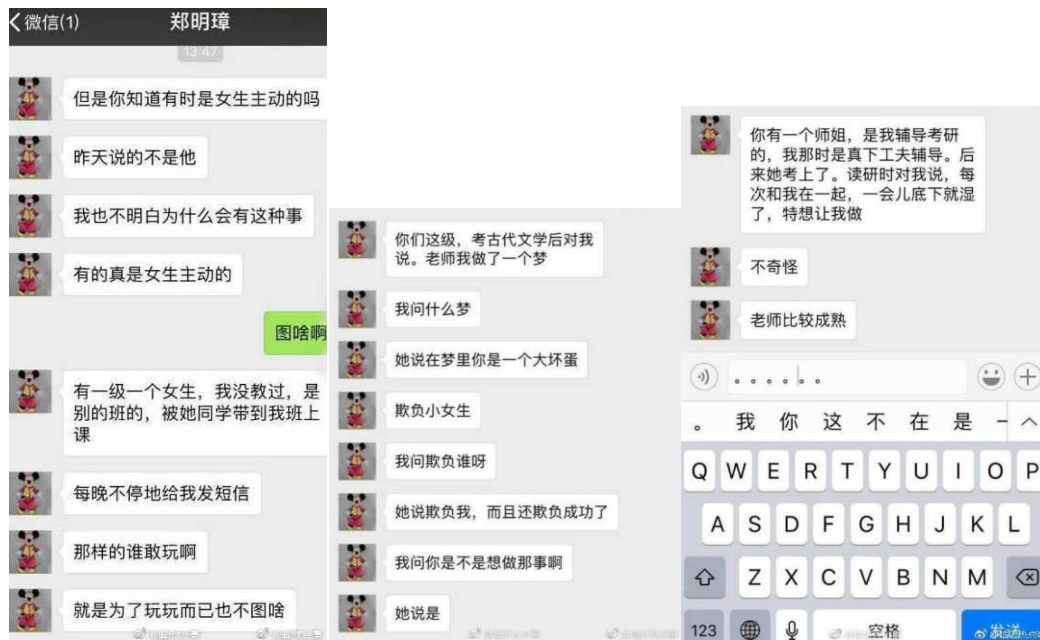 微信(1)
郑明璋
13:47
但是你知道有时是女生主动的吗
昨天说的不是他
我也不明白为什么会有这种事
有的真是女生主动的
图啥啊
有一级一个女生，我没教过，是
别的班的，被她同学带到我班上
课
每晚不停地给我发短信
那样的谁敢玩啊
就是为了玩玩而已也不图啥
你们这级，考古代文学后对我
说。老师我做了一个梦
我问什么梦
她说在梦里你是一个大坏蛋
欺负小女生
我问欺负谁呀
她说欺负我，而且还欺负成功了
我问你是不是想做那事啊
她说是
你有一个师姐，是我辅导考研
的，我那时是真下工夫辅导。后
来她考上了。读研时对我说，每
次和我在一起，一会儿底下就湿
了，特想让我做
不奇怪
老师比较成熟
。。。。。。
。 我 你 这 不 在 是 一
Q W E R T Y U I O P
A S D F G H J K L
Z X C V B N M
123 空格 发送